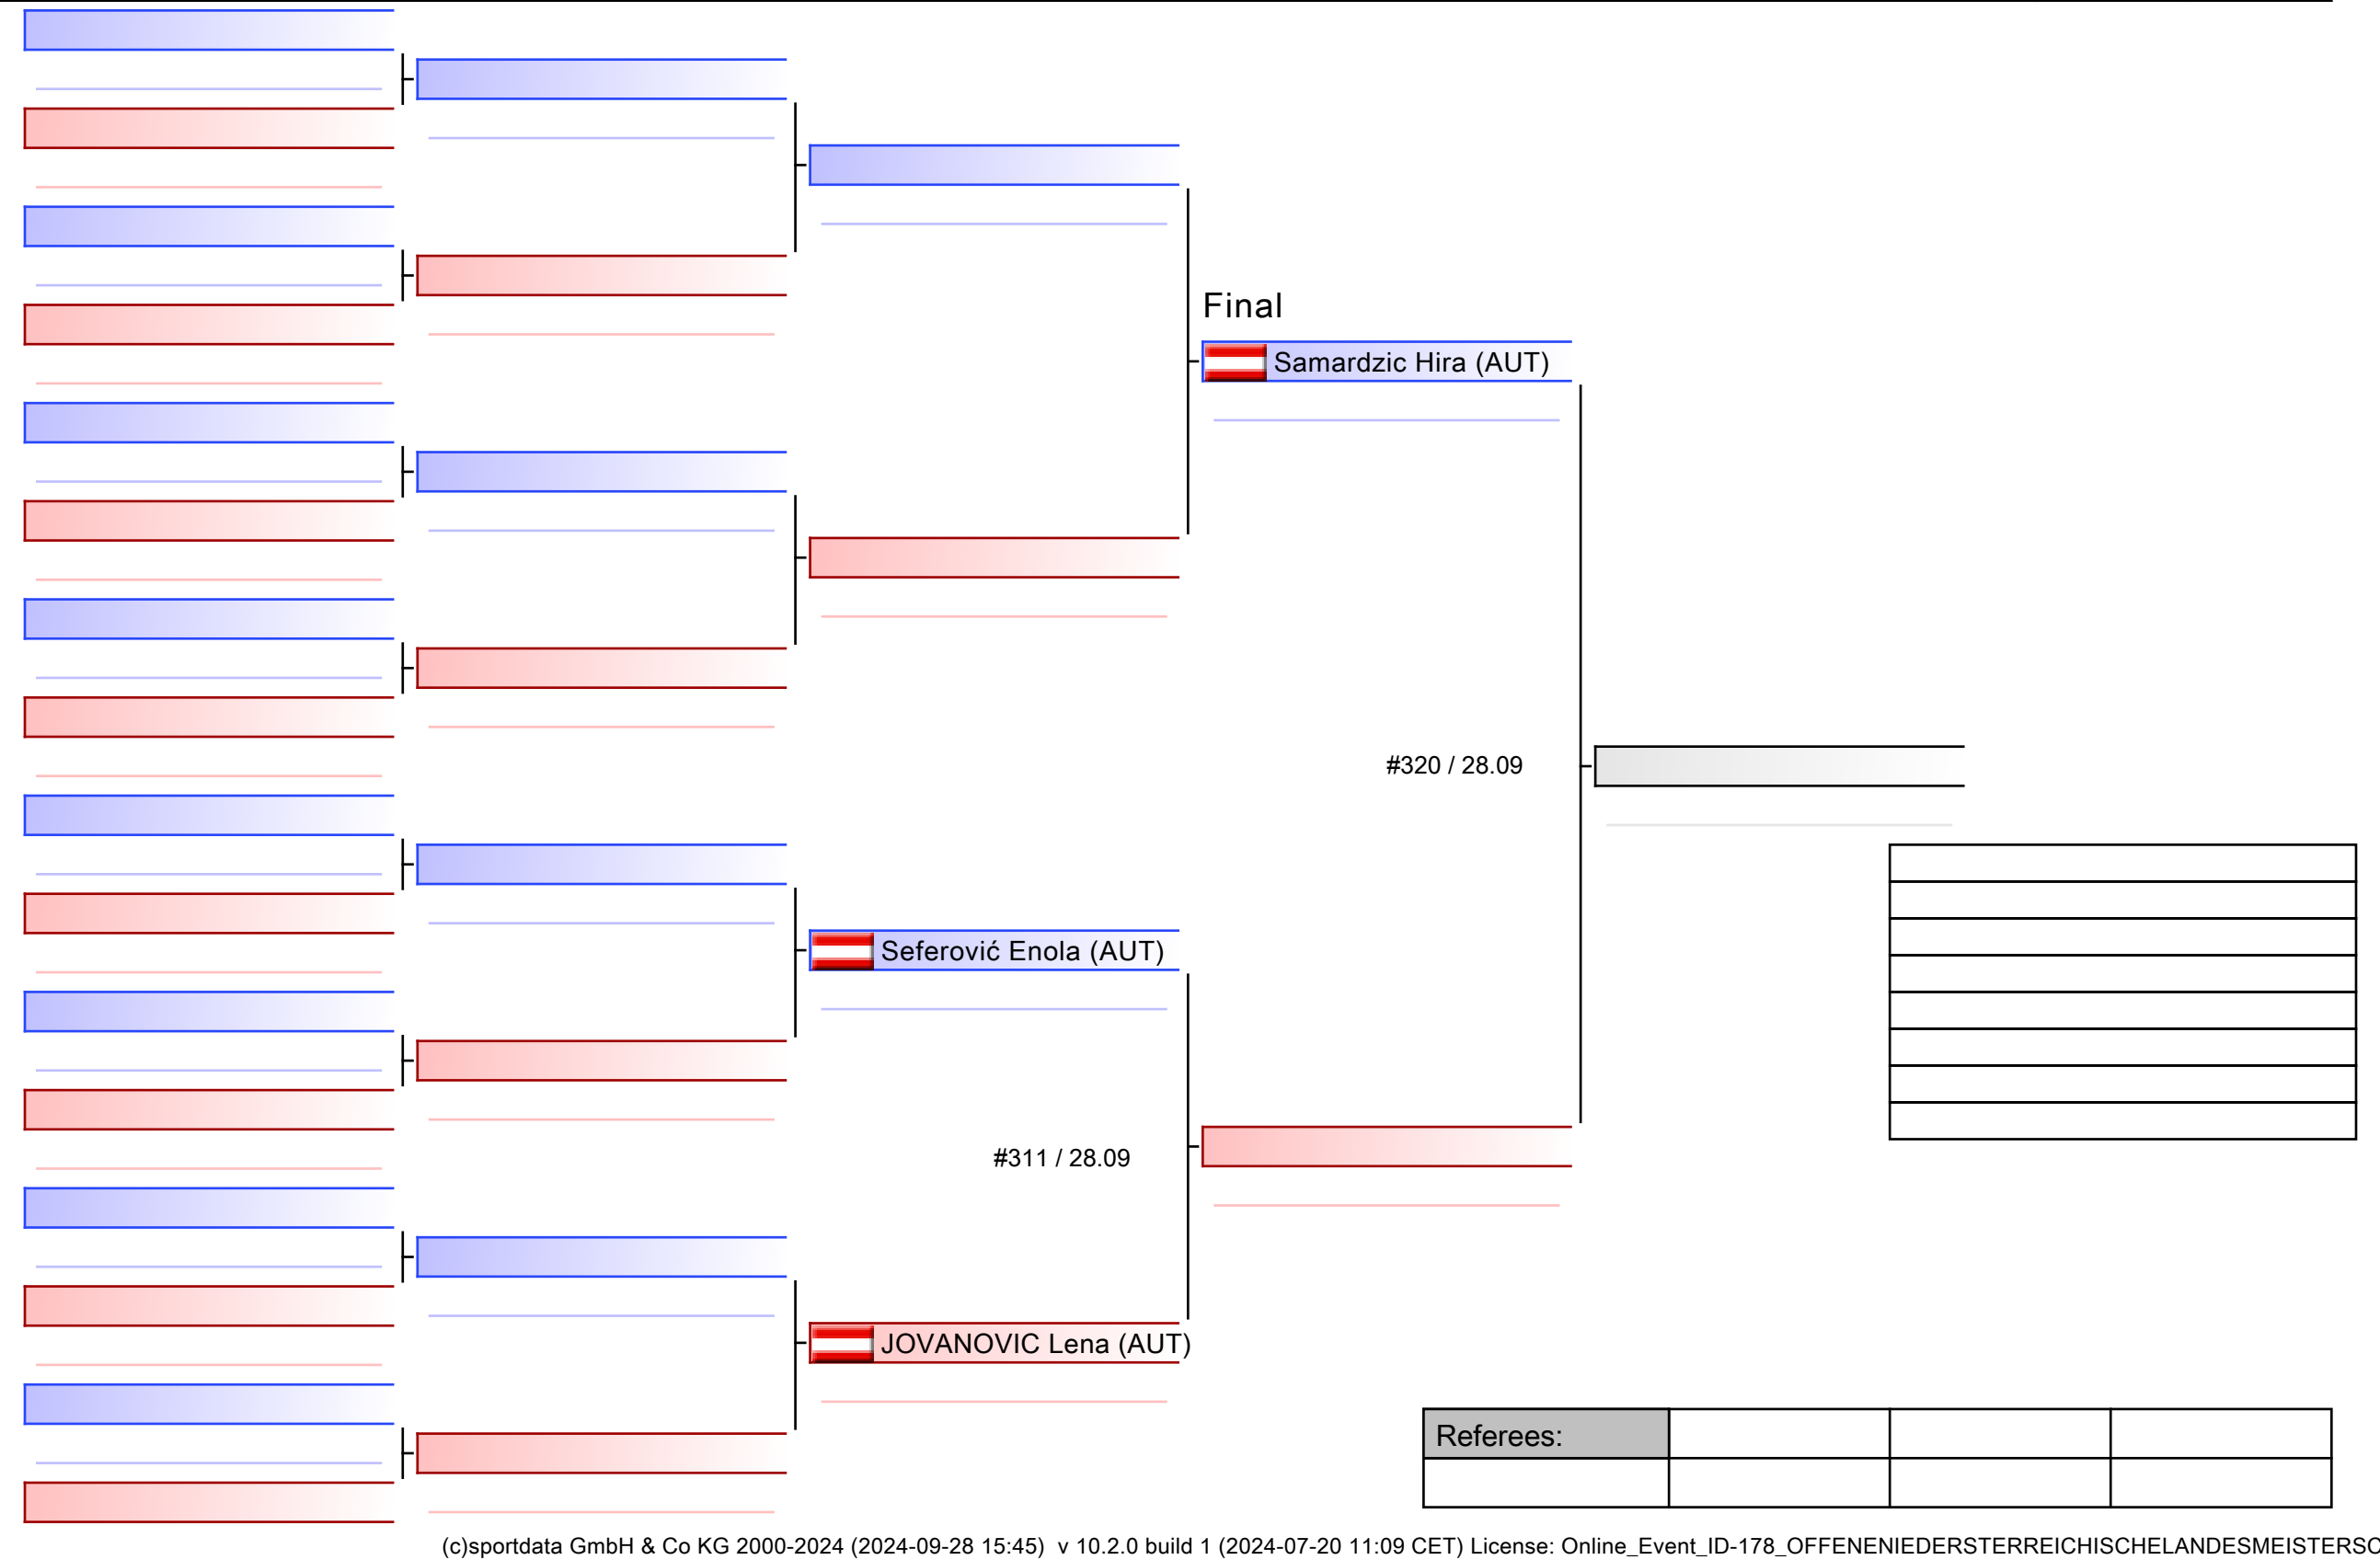 Final
Samardzic Hira (AUT)
#320 / 28.09
Seferović Enola (AUT)
#311 / 28.09
JOVANOVIC Lena (AUT)
Referees:
(c)sportdata GmbH & Co KG 2000-2024 (2024-09-28 15:45) v 10.2.0 build 1 (2024-07-20 11:09 CET) License: Online_Event_ID-178_OFFENENIEDERSTERREICHISCHELANDESMEISTERSC